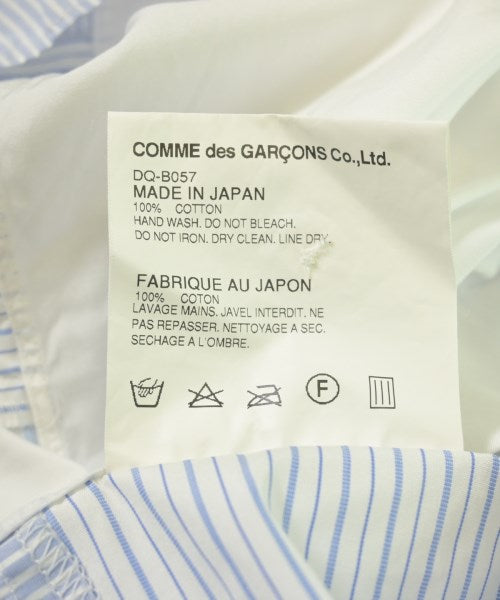 COMME des GARÇONS Co.,Ltd.
DQ-B057
MADE IN JAPAN
100% COTTON
HAND WASH. DO NOT BLEACH.
DO NOT IRON. DRY CLEAN. LINE DRY.
FABRIQUE AU JAPON
100% COTON
LAVAGE MAINS. JAVEL INTERDIT. NE
PAS REPASSER. NETTOYAGE A SEC.
SECHAGE A L'OMBRE.
F